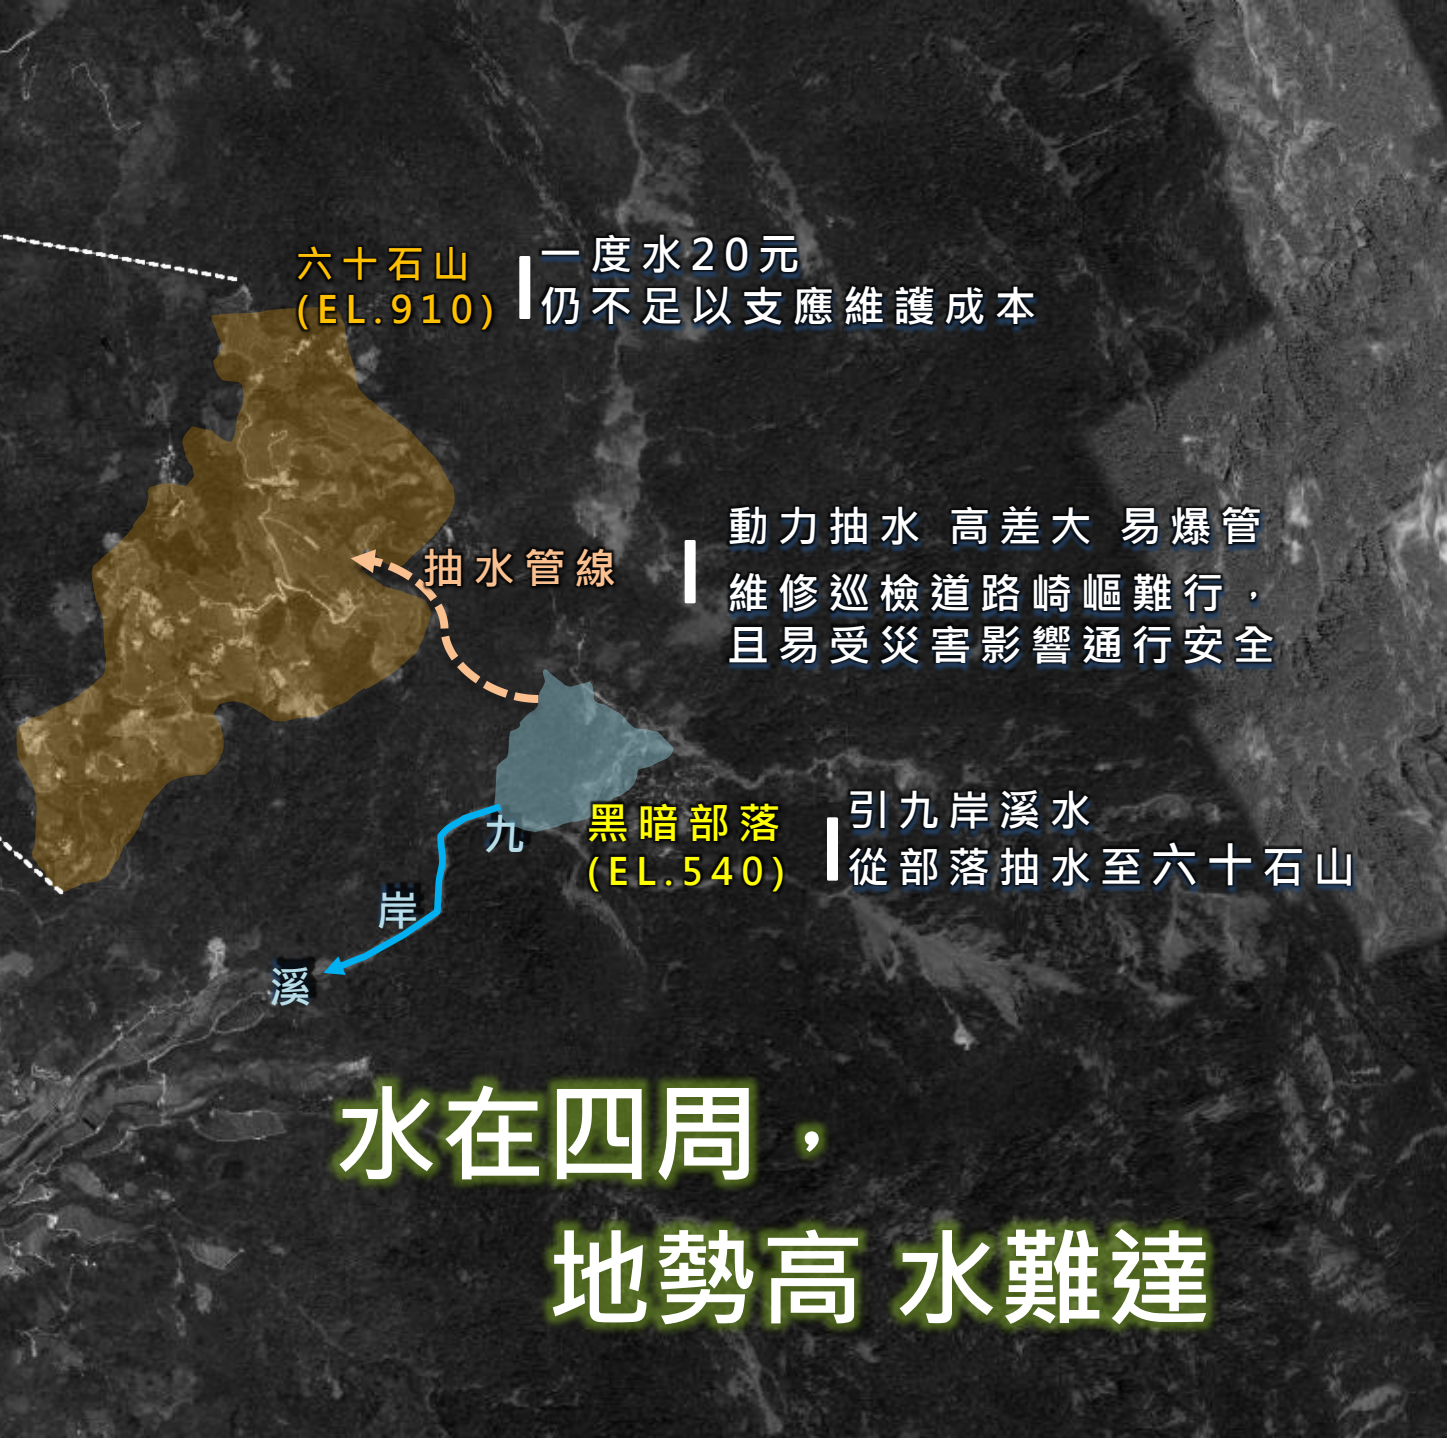 六十石山
(EL.910)
一度水20元
仍不足以支應維護成本
抽水管線
動力抽水 高差大 易爆管
維修巡檢道路崎嶇難行，
且易受災害影響通行安全
黑暗部落
(EL.540)
引九岸溪水
從部落抽水至六十石山
九
岸
溪
水在四周，
地勢高 水難達